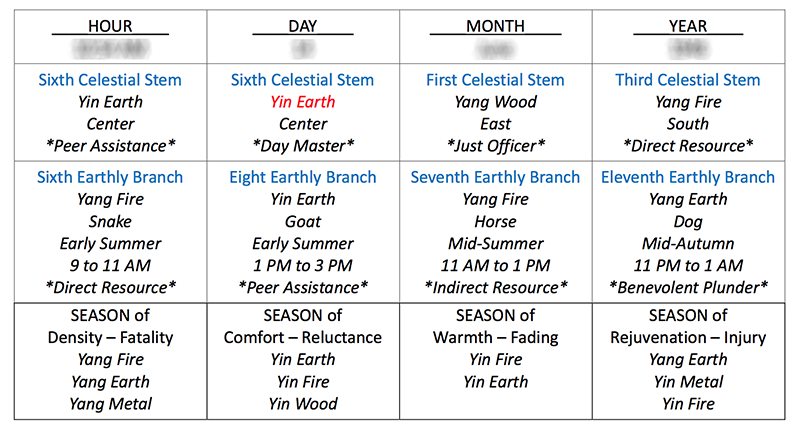 HOUR
Sixth Celestial Stem
Yin Earth
Center
*Peer Assistance*
Sixth Earthly Branch
Yang Fire
Snake
Early Summer
9 to 11 AM
*Direct Resource*
SEASON of
Density – Fatality
Yang Fire
Yang Earth
Yang Metal
DAY
Sixth Celestial Stem
Yin Earth
Center
*Day Master*
Eight Earthly Branch
Yin Earth
Goat
Early Summer
1 PM to 3 PM
*Peer Assistance*
SEASON of
Comfort – Reluctance
Yin Earth
Yin Fire
Yin Wood
MONTH
First Celestial Stem
Yang Wood
East
*Just Officer*
Seventh Earthly Branch
Yang Fire
Horse
Mid-Summer
11 AM to 1 PM
*Indirect Resource*
SEASON of
Warmth – Fading
Yin Fire
Yin Earth
YEAR
Third Celestial Stem
Yang Fire
South
*Direct Resource*
Eleventh Earthly Branch
Yang Earth
Dog
Mid-Autumn
11 PM to 1 AM
*Benevolent Plunder*
SEASON of
Rejuvenation – Injury
Yang Earth
Yin Metal
Yin Fire